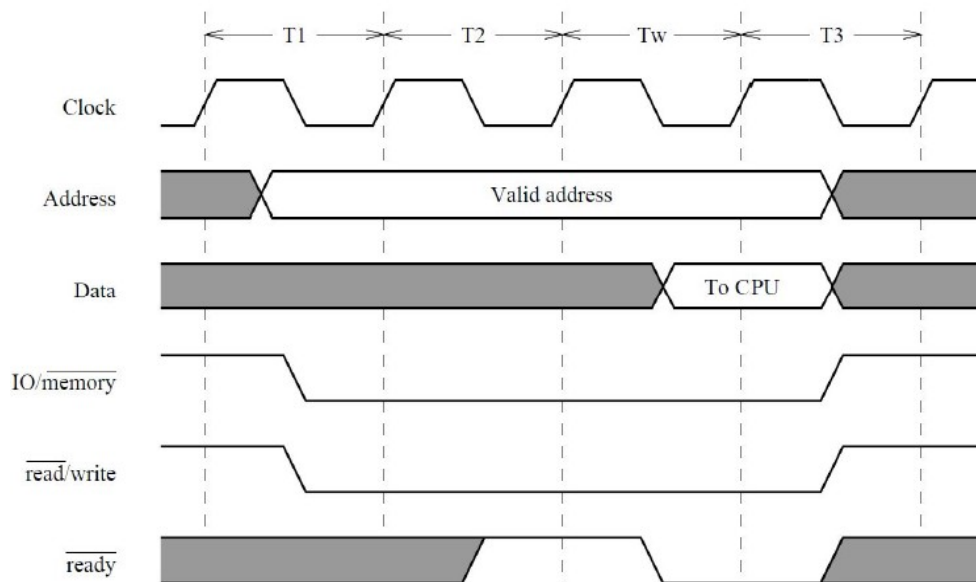 T1 T2 Tw T3
Clock
Address Valid address
Data To CPU
IO/memory
read/write
ready